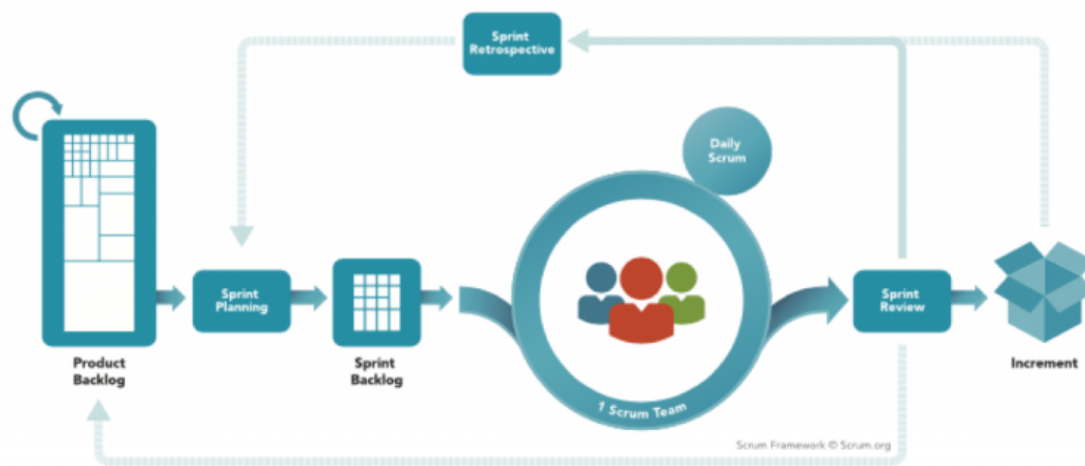 Sprint
Retrospective
Daily
Scrum
Sprint
Planning
Sprint
Review
Product
Backlog
Sprint
Backlog
1 Scrum Team
Increment
Scrum Framework © Scrum.org